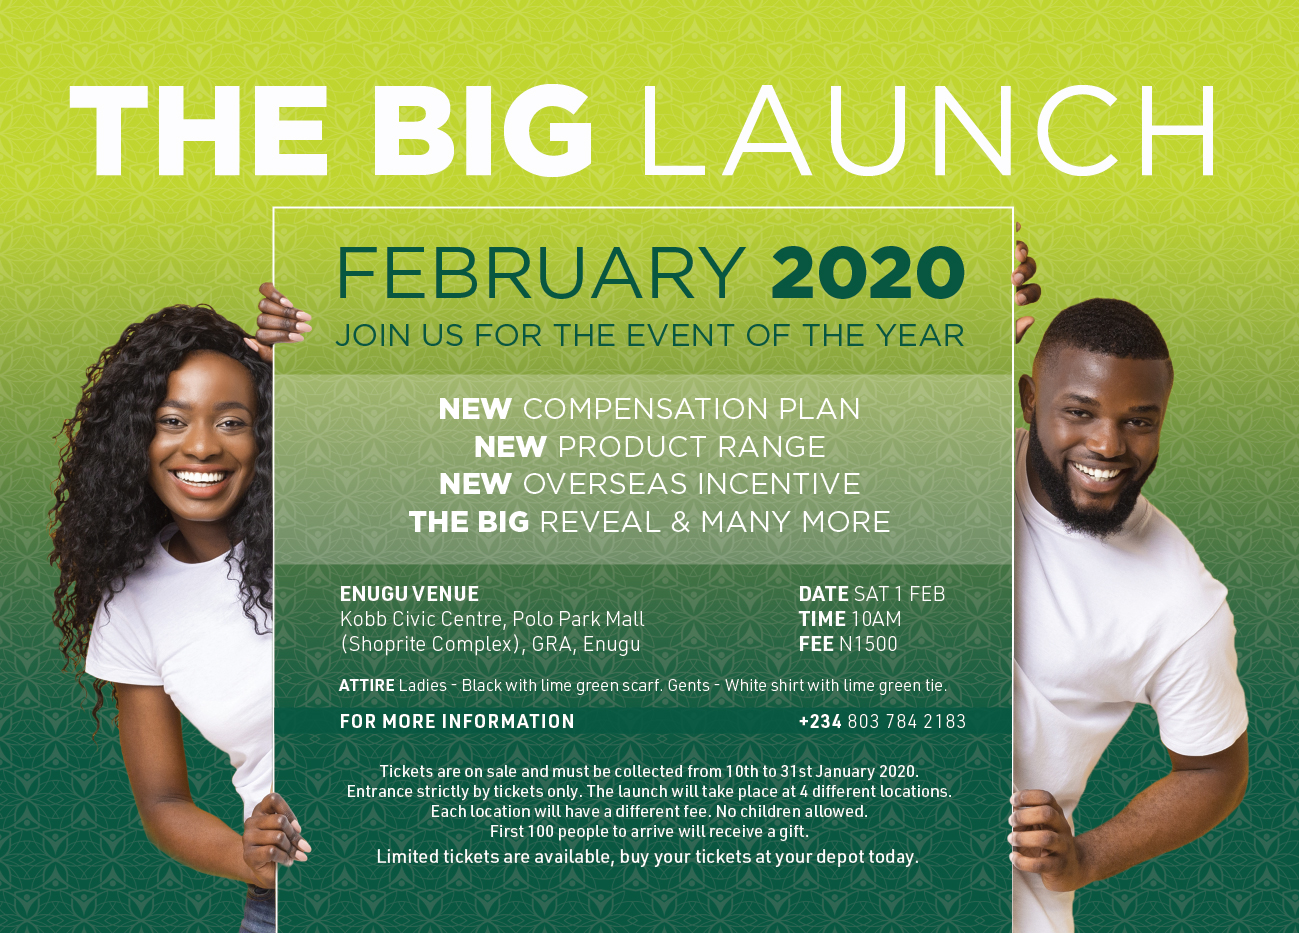 THE BIG LAUNCH
FEBRUARY 2020
JOIN US FOR THE EVENT OF THE YEAR
NEW COMPENSATION PLAN
NEW PRODUCT RANGE
NEW OVERSEAS INCENTIVE
THE BIG REVEAL & MANY MORE
ENUGU VENUE
Kobb Civic Centre, Polo Park Mall
(Shoprite Complex), GRA, Enugu
DATE SAT 1 FEB
TIME 10AM
FEE N1500
ATTIRE Ladies - Black with lime green scarf. Gents - White shirt with lime green tie.
FOR MORE INFORMATION +234 803 784 2183
Tickets are on sale and must be collected from 10th to 31st January 2020.
Entrance strictly by tickets only. The launch will take place at 4 different locations.
Each location will have a different fee. No children allowed.
First 100 people to arrive will receive a gift.
Limited tickets are available, buy your tickets at your depot today.